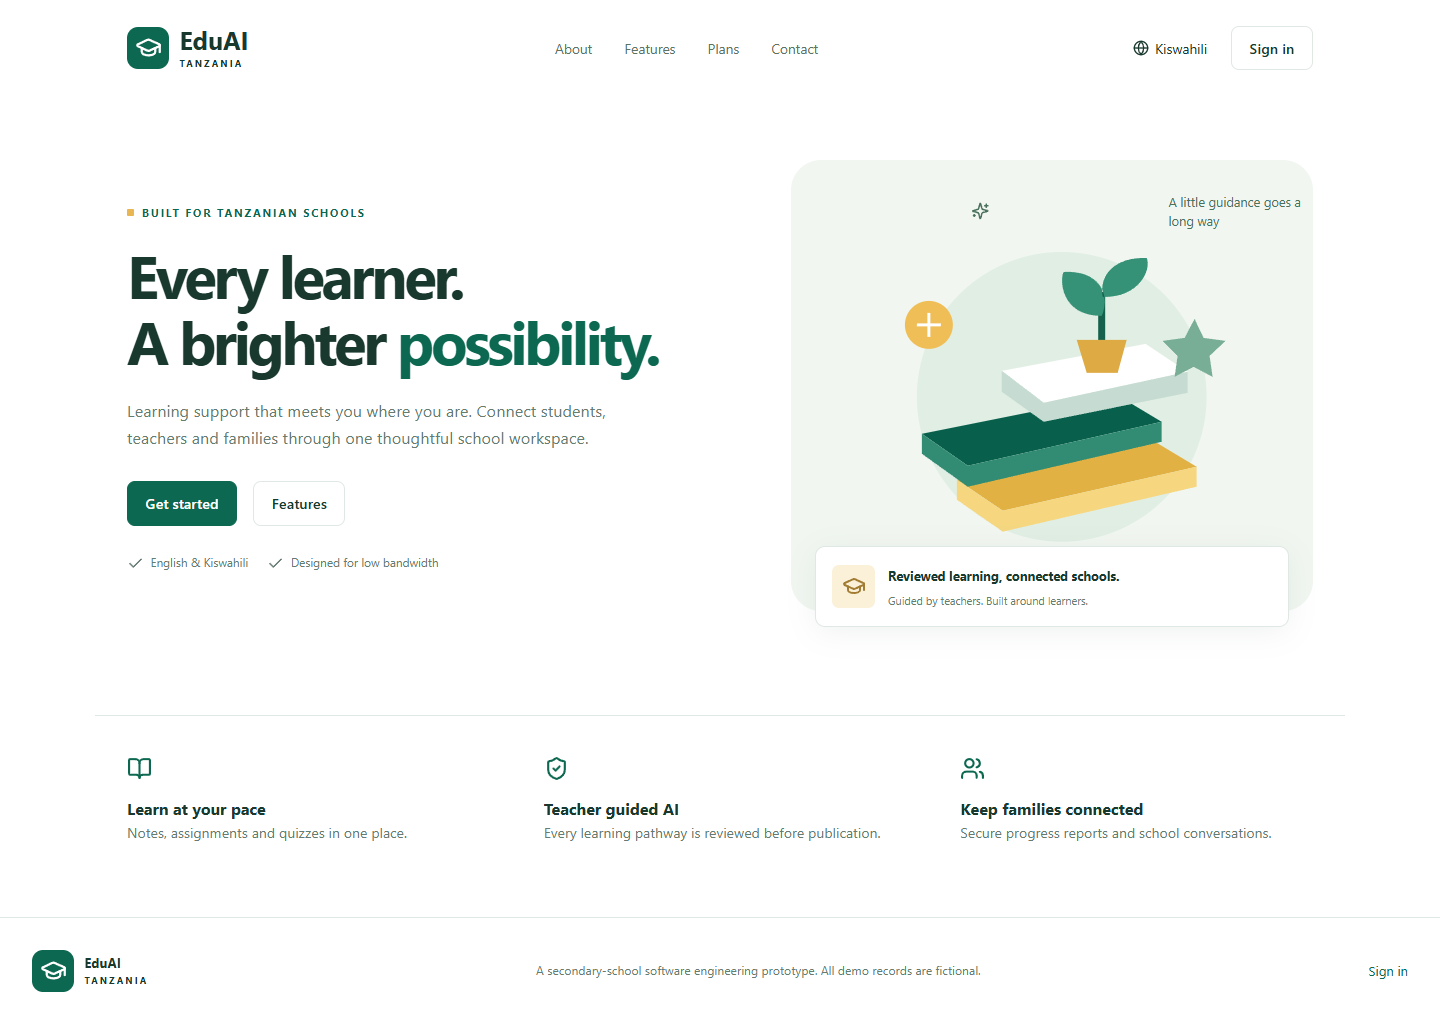 EduAI
TANZANIA
About
Features
Plans
Contact
Kiswahili
Sign in
BUILT FOR TANZANIAN SCHOOLS
Every learner.
A brighter possibility.
Learning support that meets you where you are. Connect students,
teachers and families through one thoughtful school workspace.
Get started
Features
English & Kiswahili
Designed for low bandwidth
A little guidance goes a
long way
Reviewed learning, connected schools.
Guided by teachers. Built around learners.
Learn at your pace
Notes, assignments and quizzes in one place.
Teacher guided AI
Every learning pathway is reviewed before publication.
Keep families connected
Secure progress reports and school conversations.
EduAI
TANZANIA
A secondary-school software engineering prototype. All demo records are fictional.
Sign in